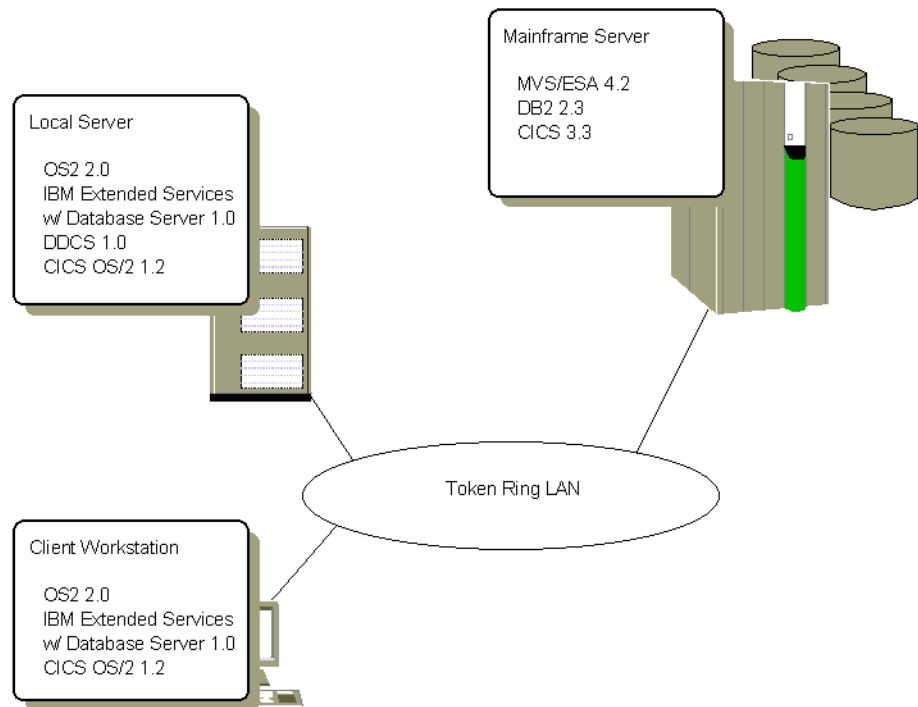 Mainframe Server
MVS/ESA 4.2
DB2 2.3
CICS 3.3
Local Server
OS2 2.0
IBM Extended Services
w/ Database Server 1.0
DDCS 1.0
CICS OS/2 1.2
Token Ring LAN
Client Workstation
OS2 2.0
IBM Extended Services
w/ Database Server 1.0
CICS OS/2 1.2